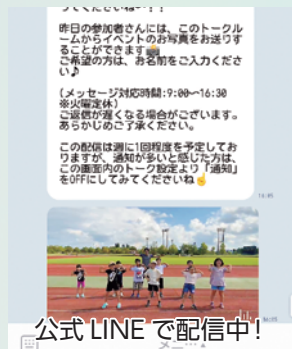 ってくださいね〜！！
昨日の参加者さんには、このトークル
ームからイベントのお写真をお送りす
ることができます📸
ご希望の方は、お名前をご入力くださ
い♪
(メッセージ対応時間:9:00〜16:30
※火曜定休)
ご返信が遅くなる場合がございます。
あらかじめご了承ください。
この配信は週に1回程度を予定してお
りますが、通知が多いと感じた方は、
この画面内のトーク設定より「通知」
をOFFにしてみてくださいね☝
公式 LINE で配信中！